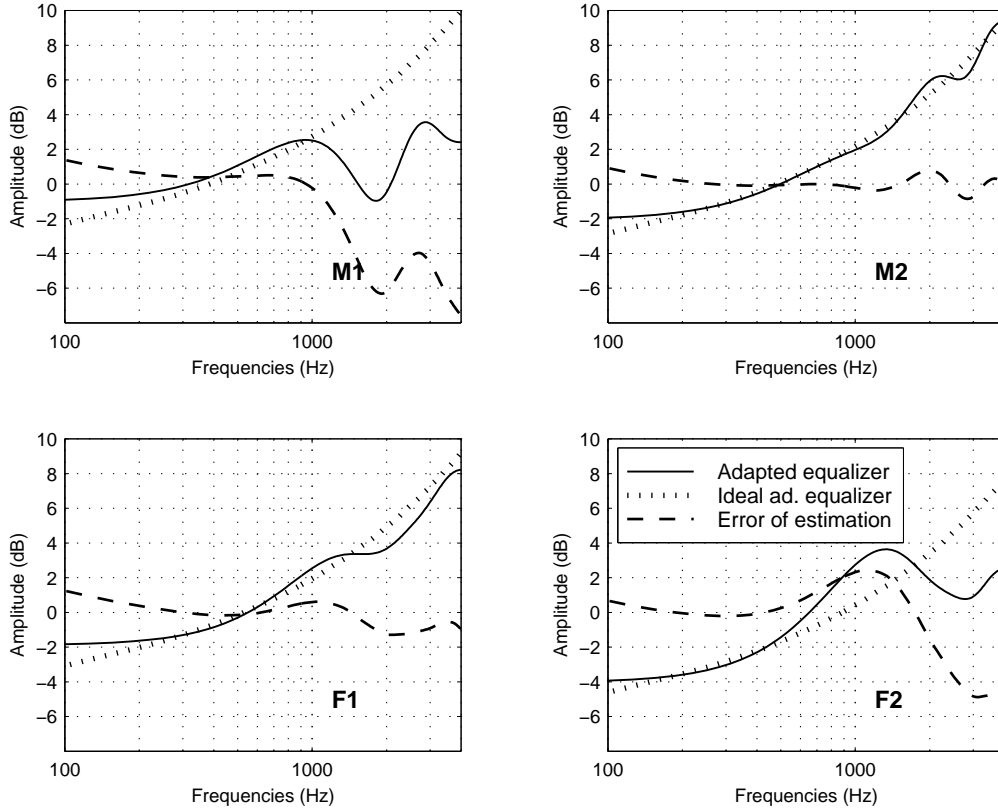 10
8
6
4
2
0
−2
−4
−6
Amplitude (dB)
M1
100
1000
Frequencies (Hz)
10
8
6
4
2
0
−2
−4
−6
Amplitude (dB)
M2
100
1000
Frequencies (Hz)
10
8
6
4
2
0
−2
−4
−6
Amplitude (dB)
F1
100
1000
Frequencies (Hz)
10
8
6
4
2
0
−2
−4
−6
Amplitude (dB)
Adapted equalizer
Ideal ad. equalizer
Error of estimation
F2
100
1000
Frequencies (Hz)